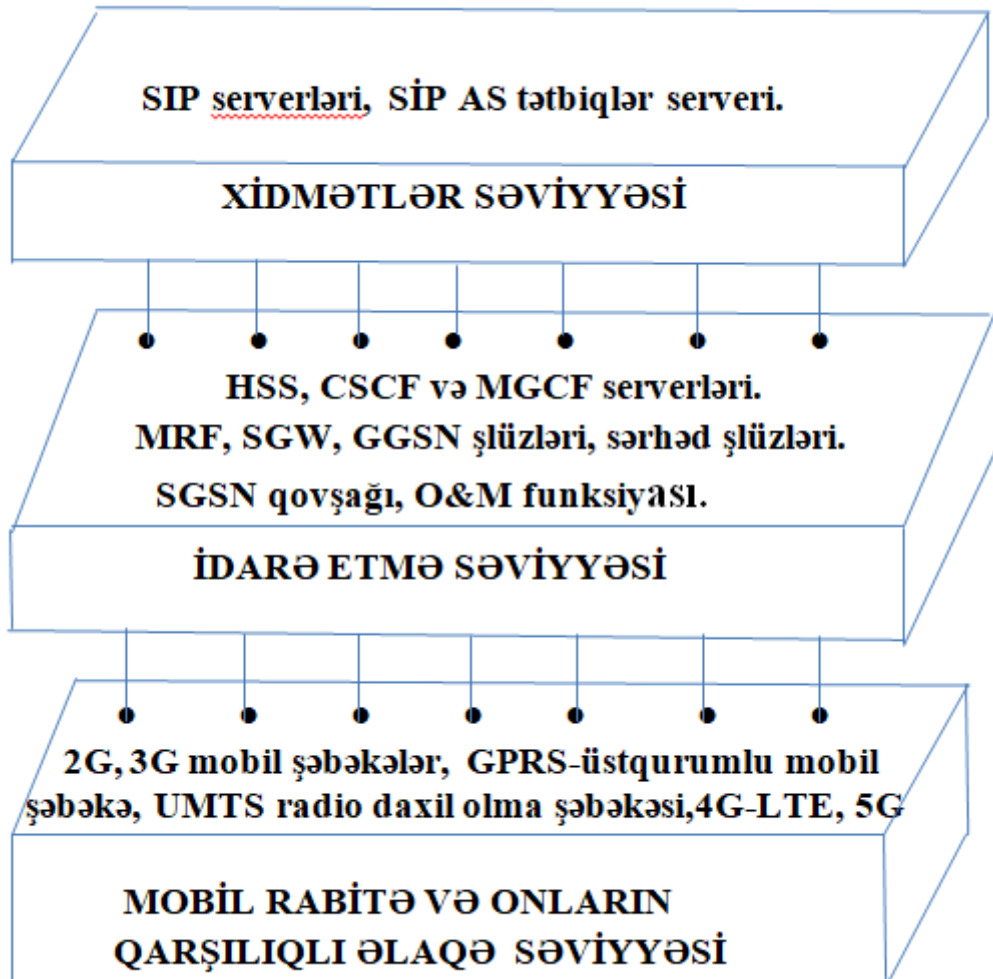 SIP serverləri, SİP AS tətbiqlər serveri.
XİDMƏTLƏR SƏVİYYƏSİ
HSS, CSCF və MGCF serverləri.
MRF, SGW, GGSN şlüzləri, sərhəd şlüzləri.
SGSN qovşağı, O&M funksiyası.
İDARƏ ETMƏ SƏVİYYƏSİ
2G, 3G mobil şəbəkələr, GPRS-üstqurumlu mobil
şəbəkə, UMTS radio daxil olma şəbəkəsi,4G-LTE, 5G
MOBİL RABİTƏ VƏ ONLARIN
QARŞILIQLI ƏLAQƏ SƏVİYYƏSİ